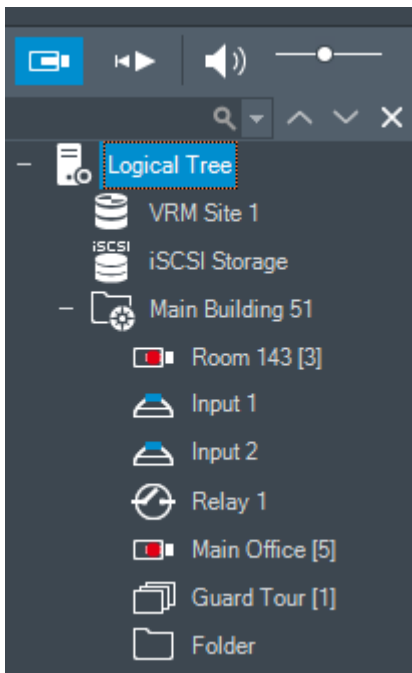 Logical Tree
VRM Site 1
iSCSI
iSCSI Storage
Main Building 51
Room 143 [3]
Input 1
Input 2
Relay 1
Main Office [5]
Guard Tour [1]
Folder